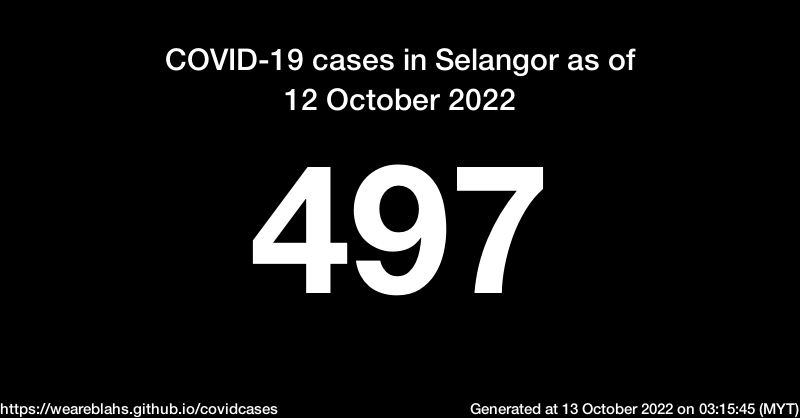 COVID-19 cases in Selangor as of
12 October 2022
497
https://weareblahs.github.io/covidcases
Generated at 13 October 2022 on 03:15:45 (MYT)